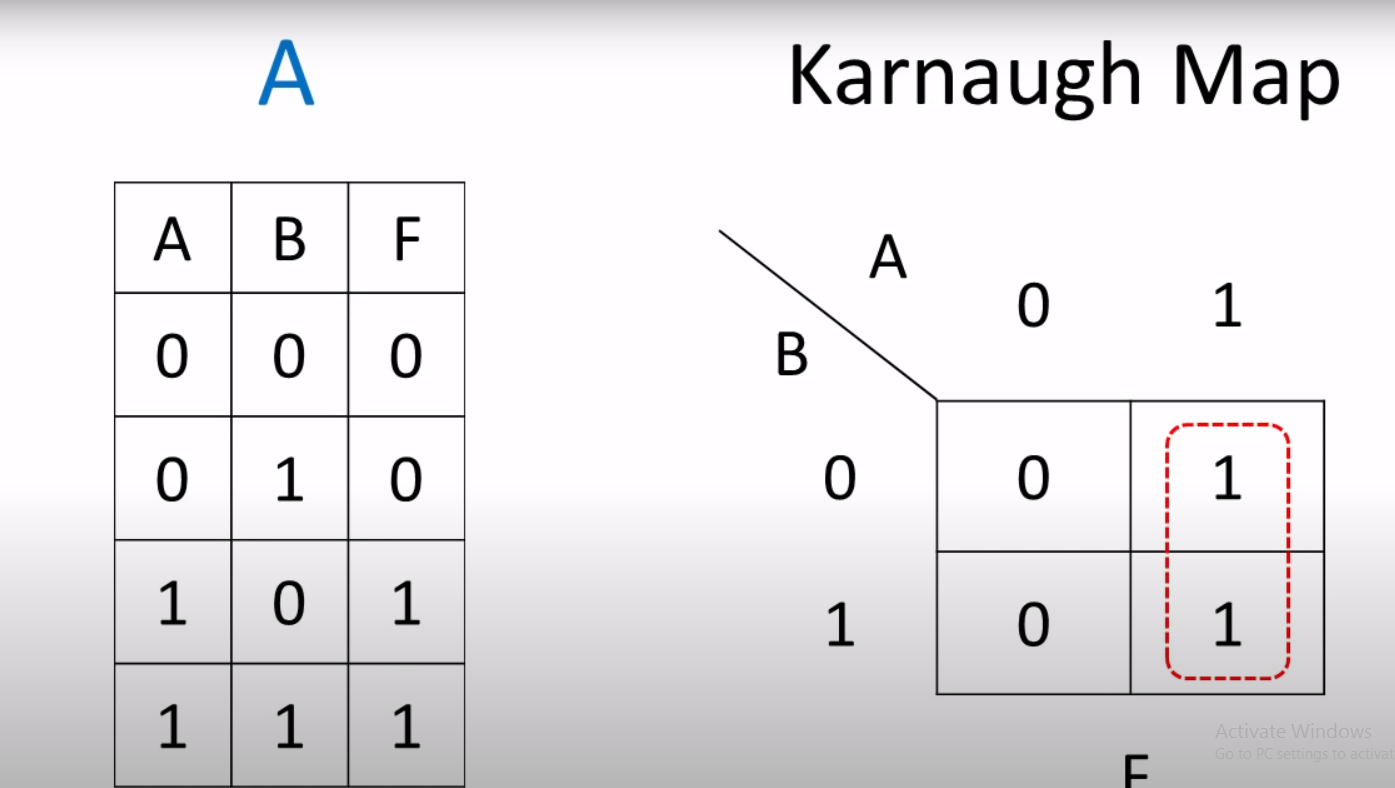 A
Karnaugh Map
A B F
0 0 0
0 1 0
1 0 1
1 1 1
A
0 1
B
0 0 1
1 0 1
F
Activate Windows
Go to PC settings to activat